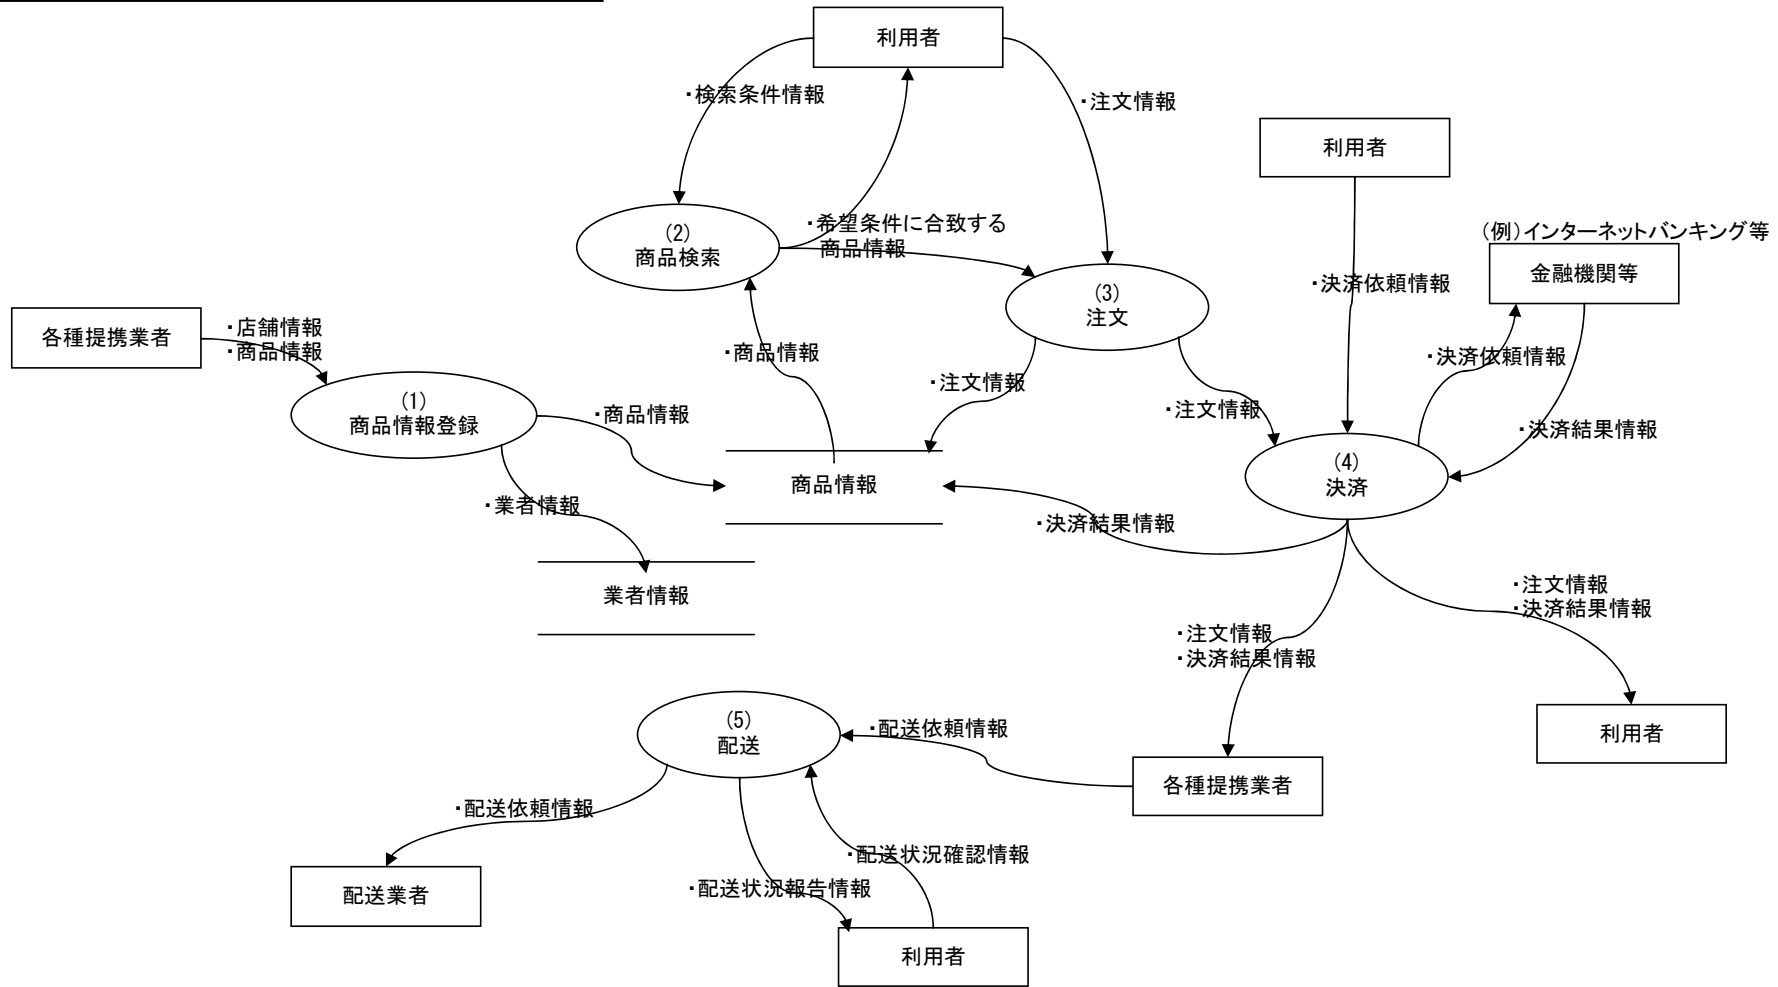 利用者
・検索条件情報
・注文情報
利用者
(2)
商品検索
・希望条件に合致する
商品情報
(例)インターネットバンキング等
金融機関等
・決済依頼情報
(3)
注文
各種提携業者
・店舗情報
・商品情報
・商品情報
・注文情報
・注文情報
・決済依頼情報
・決済結果情報
(1)
商品情報登録
・商品情報
商品情報
(4)
決済
・業者情報
・決済結果情報
業者情報
・注文情報
・決済結果情報
・注文情報
・決済結果情報
(5)
配送
・配送依頼情報
利用者
各種提携業者
・配送依頼情報
・配送状況確認情報
・配送状況報告情報
配送業者
利用者